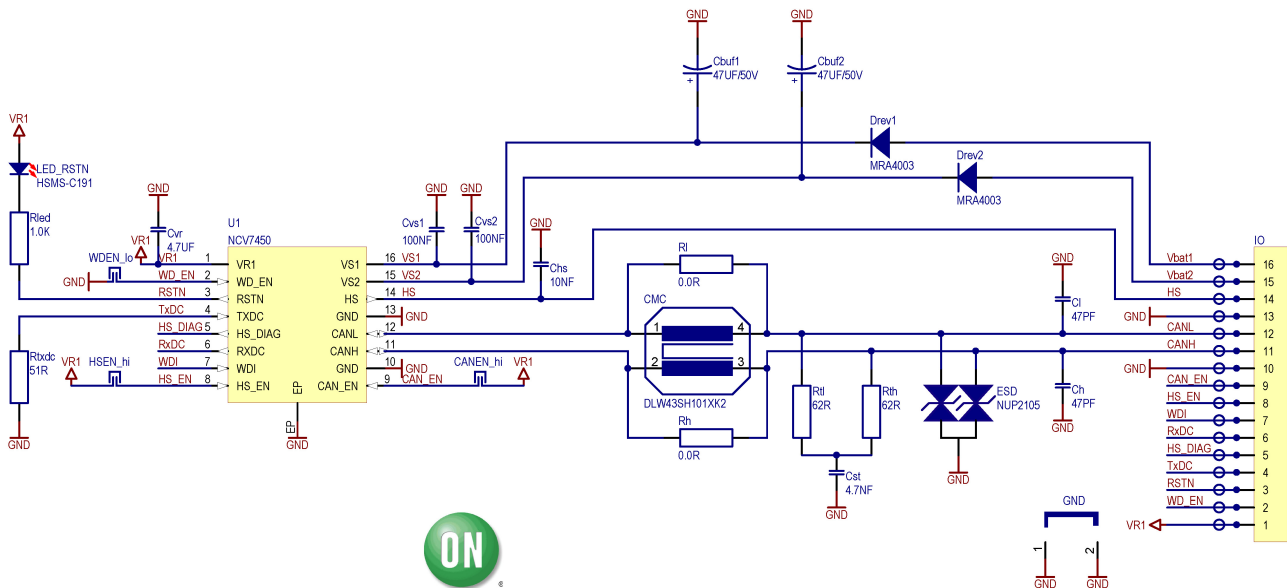 GND
GND
Cbuf1
47UF/50V
+
Cbuf2
47UF/50V
+
VR1
LED_RSTN
HSMS-C191
Rled
1.0K
Drev1
MRA4003
Drev2
MRA4003
GND
Cvr
4.7UF
VR1
VR1
U1
NCV7450
GND
GND
Cvs1
100NF
Cvs2
100NF
GND
Chs
10NF
WDEN_lo
GND
WD_EN
RSTN
TxDC
HS_DIAG
RxDC
WDI
HS_EN
1
2
3
4
5
6
7
8
VR1
WD_EN
RSTN
TXDC
HS_DIAG
RXDC
WDI
HS_EN
VS1
VS2
HS
GND
CANL
CANH
GND
CAN_EN
EP
EP
GND
16 VS1
15 VS2
14 HS
13 GND
12
11
10 GND
9 CAN_EN
Rtxdc
51R
GND
VR1
HSEN_hi
CANEN_hi
VR1
Rl
0.0R
CMC
1
4
2
3
DLW43SH101XK2
Rh
0.0R
Rtl
62R
Rth
62R
Cst
4.7NF
GND
ESD
NUP2105
GND
GND
Cl
47PF
Ch
47PF
GND
IO
Vbat1 16
Vbat2 15
HS 14
GND 13
CANL 12
CANH 11
GND 10
CAN_EN 9
HS_EN 8
WDI 7
RxDC 6
HS_DIAG 5
TxDC 4
RSTN 3
WD_EN 2
VR1 1
GND
1
2
GND
GND
ON
®